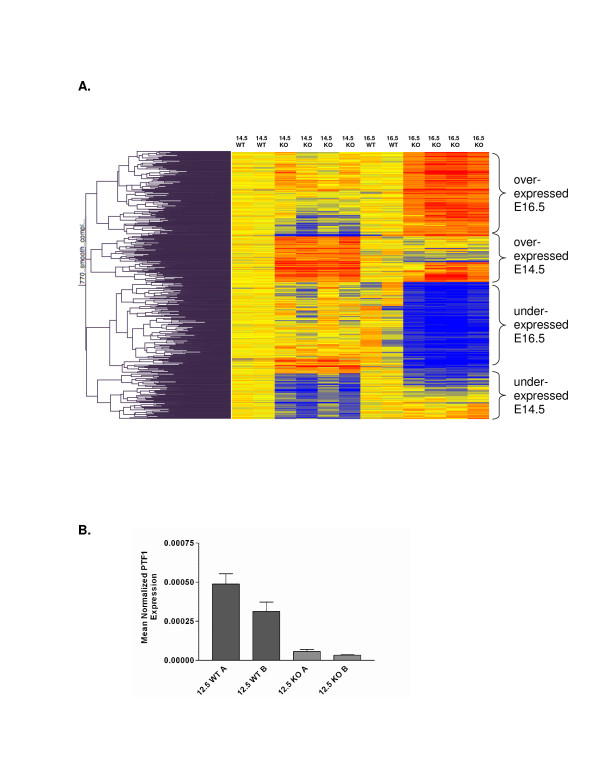 A.
14.5 14.5 14.5 14.5 14.5 14.5 16.5 16.5 16.5 16.5 16.5 16.5
WT WT KO KO KO KO WT WT KO KO KO KO
over-
expressed
E16.5
over-
expressed
E14.5
under-
expressed
E16.5
under-
expressed
E14.5
B.
Mean Normalized PTF1
Expression
0.00075
0.00050
0.00025
0.00000
12.5 WT A
12.5 WT B
12.5 KO A
12.5 KO B